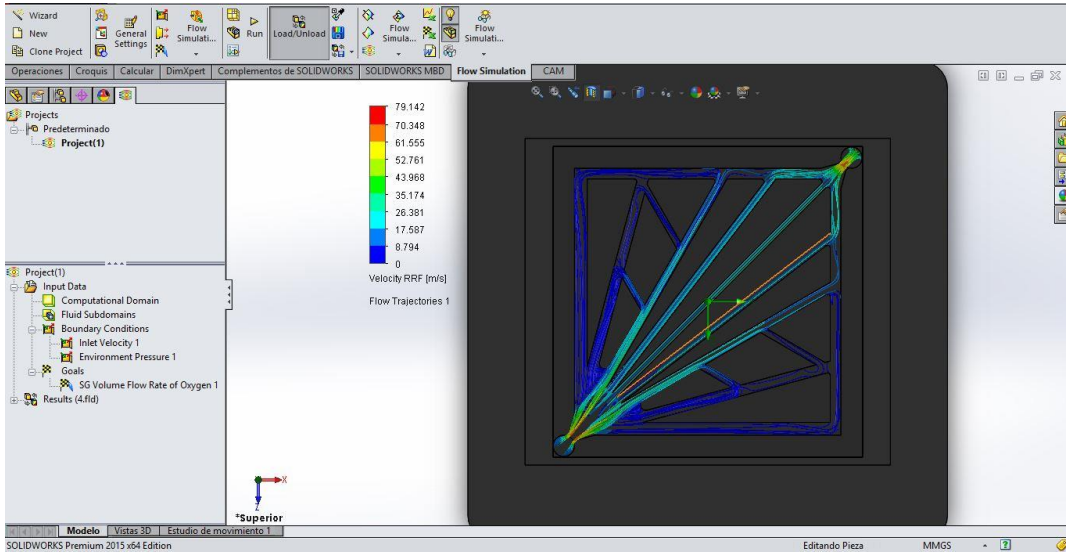 Wizard
New
Clone Project
General Settings
Flow Simulati...
Run
Load/Unload
Flow Simula...
Flow Simulati...
Operaciones
Croquis
Calcular
DimXpert
Complementos de SOLIDWORKS
SOLIDWORKS MBD
Flow Simulation
CAM
Projects
Predeterminado
Project(1)
Project(1)
Input Data
Computational Domain
Fluid Subdomains
Boundary Conditions
Inlet Velocity 1
Environment Pressure 1
Goals
SG Volume Flow Rate of Oxygen 1
Results (4.fld)
79.142
70.348
61.555
52.761
43.968
35.174
26.381
17.587
8.794
0
Velocity RRF [m/s]
Flow Trajectories 1
X
Z
*Superior
Modelo
Vistas 3D
Estudio de movimiento 1
SOLIDWORKS Premium 2015 x64 Edition
Editando Pieza
MMGS